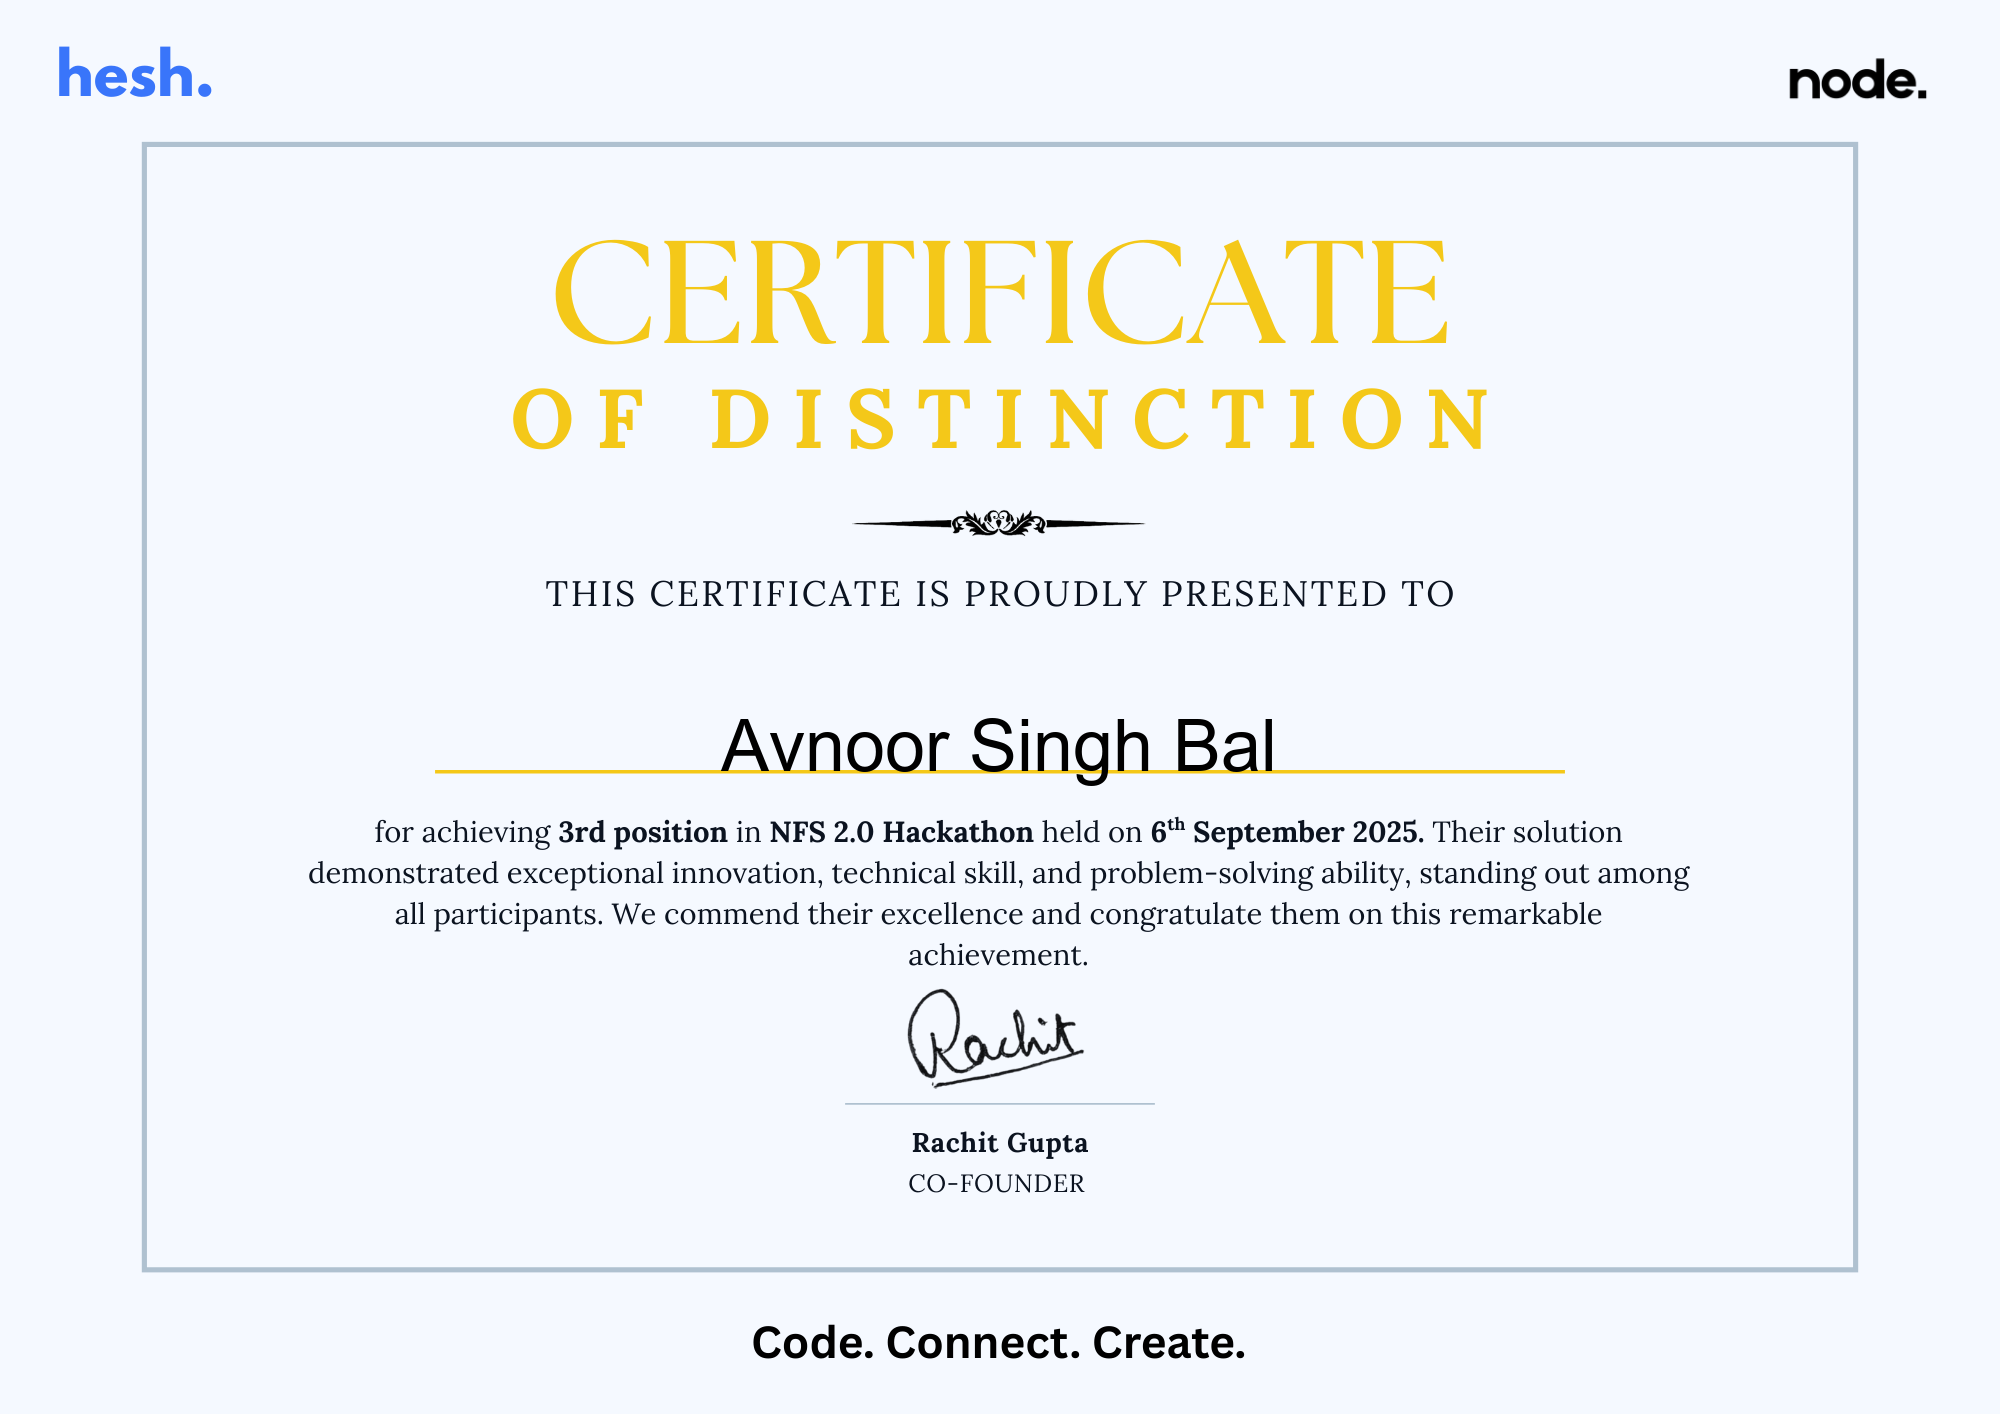 hesh.
node.
CERTIFICATE
OF DISTINCTION
THIS CERTIFICATE IS PROUDLY PRESENTED TO
Avnoor Singh Bal
for achieving 3rd position in NFS 2.0 Hackathon held on 6th September 2025. Their solution
demonstrated exceptional innovation, technical skill, and problem-solving ability, standing out among
all participants. We commend their excellence and congratulate them on this remarkable
achievement.
Rachit
Rachit Gupta
CO-FOUNDER
Code. Connect. Create.